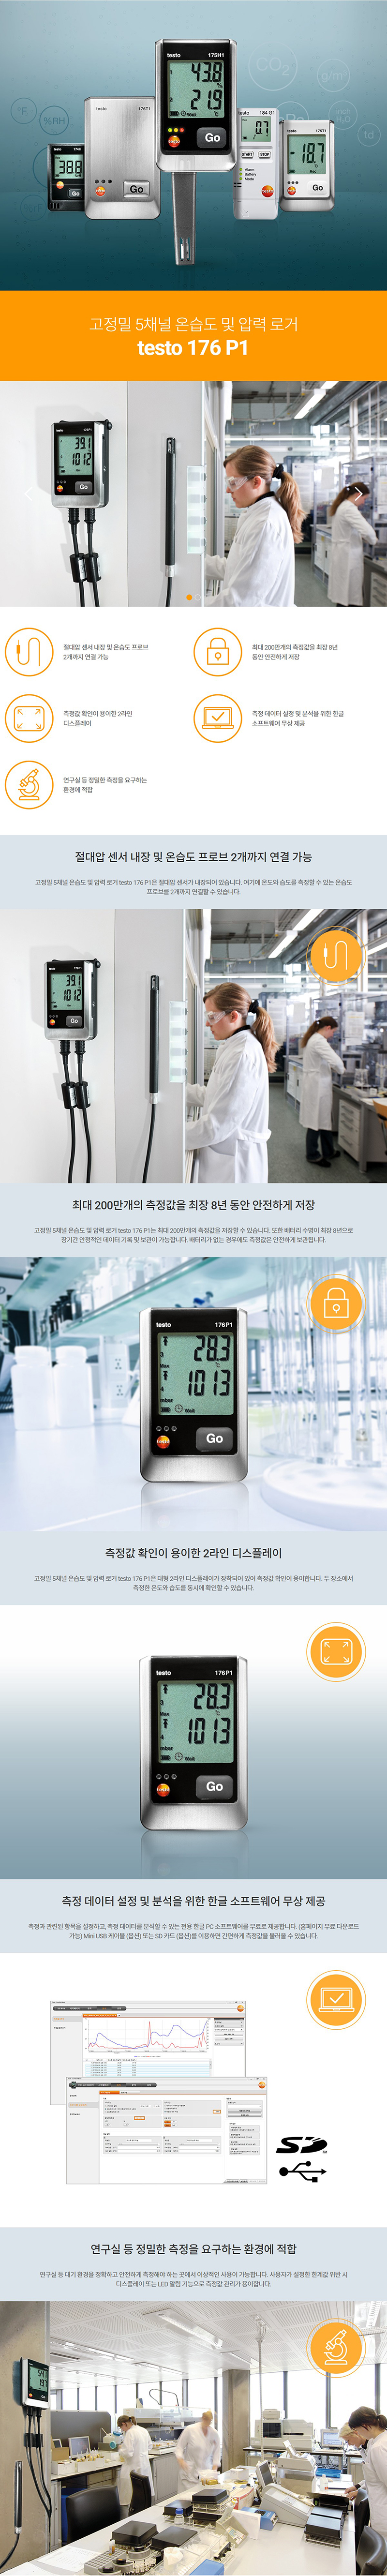 °F
%RH
CO₂
g/m³
td
testo
175H1
43.8
%
21.9
°C
Wait
Go
testo
176T1
Go
38.8
Go
testo
184 G1
0.7
START
STOP
Alarm
Battery
Mode
testo
testo
176T1
18.7
Go
고정밀 5채널 온습도 및 압력 로거
testo 176 P1
testo
39.1
1012
Go
절대압 센서 내장 및 온습도 프로브
2개까지 연결 가능
최대 200만개의 측정값을 최장 8년
동안 안전하게 저장
측정값 확인이 용이한 2라인
디스플레이
측정 데이터 설정 및 분석을 위한 한글
소프트웨어 무상 제공
연구실 등 정밀한 측정을 요구하는
환경에 적합
절대압 센서 내장 및 온습도 프로브 2개까지 연결 가능
고정밀 5채널 온습도 및 압력 로거 testo 176 P1은 절대압 센서가 내장되어 있습니다. 여기에 온도와 습도를 측정할 수 있는 온습도
프로브를 2개까지 연결할 수 있습니다.
testo
176P1
39.1
1012
Go
최대 200만개의 측정값을 최장 8년 동안 안전하게 저장
고정밀 5채널 온습도 및 압력 로거 testo 176 P1는 최대 200만개의 측정값을 저장할 수 있습니다. 또한 배터리 수명이 최장 8년으로
장기간 안정적인 데이터 기록 및 보관이 가능합니다. 배터리가 없는 경우에도 측정값은 안전하게 보관됩니다.
testo
176P1
28.3
3
°C
Max
1013
4
mbar
Wait
Go
testo
측정값 확인이 용이한 2라인 디스플레이
고정밀 5채널 온습도 및 압력 로거 testo 176 P1은 대형 2라인 디스플레이가 장착되어 있어 측정값 확인이 용이합니다. 두 장소에서
측정한 온도와 습도를 동시에 확인할 수 있습니다.
testo
176P1
28.3
3
°C
Max
1013
4
mbar
Wait
Go
testo
측정 데이터 설정 및 분석을 위한 한글 소프트웨어 무상 제공
측정과 관련된 항목을 설정하고, 측정 데이터를 분석할 수 있는 전용 한글 PC 소프트웨어를 무료로 제공합니다. (홈페이지 무료 다운로드
가능) Mini USB 케이블 (옵션) 또는 SD 카드 (옵션)를 이용하면 간편하게 측정값을 불러올 수 있습니다.
SD
연구실 등 정밀한 측정을 요구하는 환경에 적합
연구실 등 대기 환경을 정확하고 안전하게 측정해야 하는 곳에서 이상적인 사용이 가능합니다. 사용자가 설정한 한계값 위반 시
디스플레이 또는 LED 알림 기능으로 측정값 관리가 용이합니다.
Go